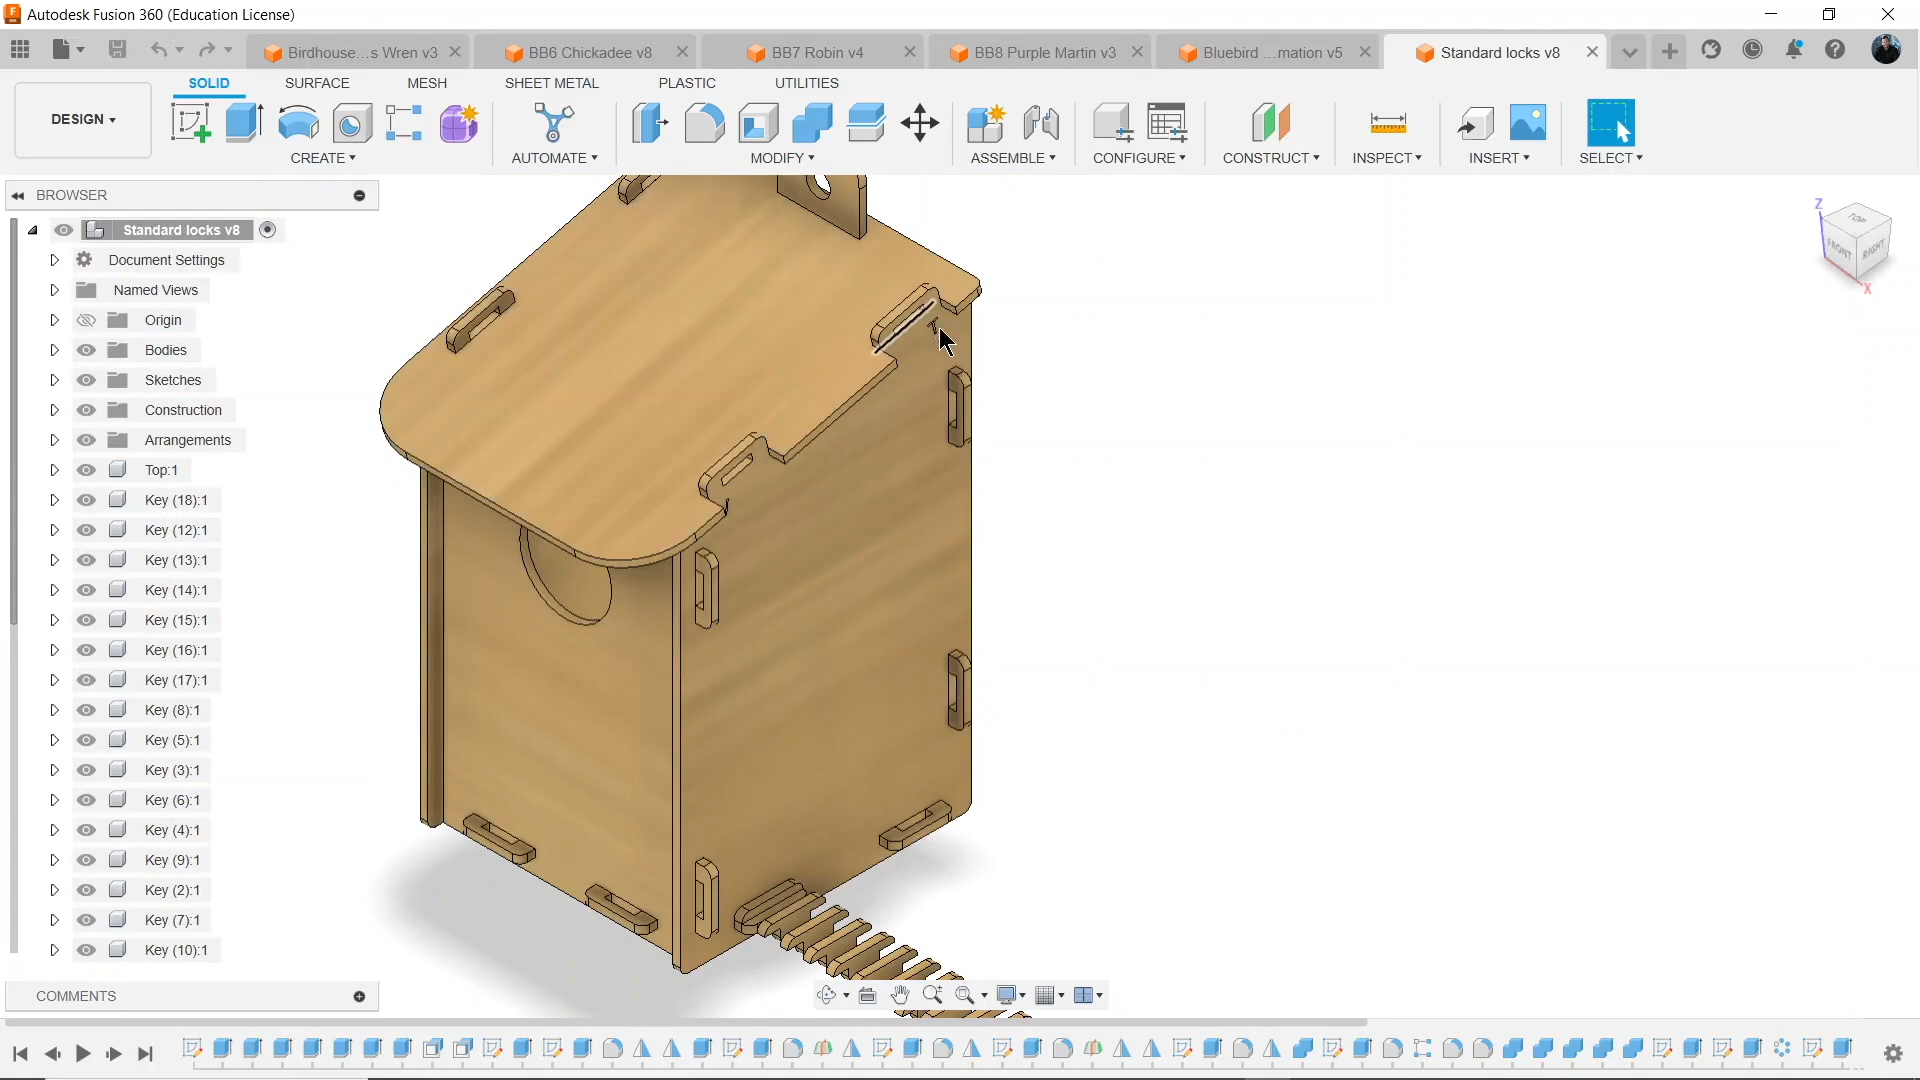 Autodesk Fusion 360 (Education License)
Birdhouse...s Wren v3
BB6 Chickadee v8
BB7 Robin v4
BB8 Purple Martin v3
Bluebird ...mation v5
Standard locks v8
SOLID
SURFACE
MESH
SHEET METAL
PLASTIC
UTILITIES
DESIGN
CREATE
AUTOMATE
MODIFY
ASSEMBLE
CONFIGURE
CONSTRUCT
INSPECT
INSERT
SELECT
BROWSER
Standard locks v8
Document Settings
Named Views
Origin
Bodies
Sketches
Construction
Arrangements
Top:1
Key (18):1
Key (12):1
Key (13):1
Key (14):1
Key (15):1
Key (16):1
Key (17):1
Key (8):1
Key (5):1
Key (3):1
Key (6):1
Key (4):1
Key (9):1
Key (2):1
Key (7):1
Key (10):1
Z
TOP
FRONT
RIGHT
X
COMMENTS